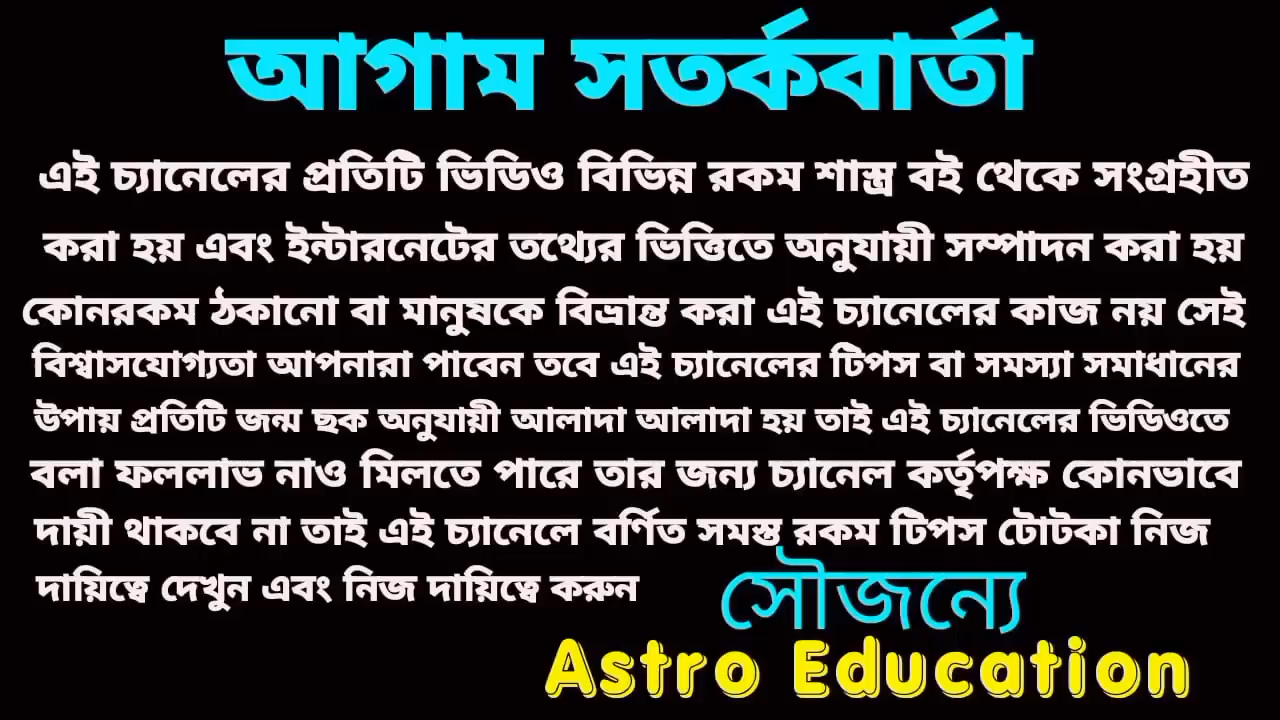 আগাম সতর্কবার্তা
এই চ্যানেলের প্রতিটি ভিডিও বিভিন্ন রকম শাস্ত্র বই থেকে সংগ্রহীত
করা হয় এবং ইন্টারনেটের তথ্যের ভিত্তিতে অনুযায়ী সম্পাদন করা হয়
কোনরকম ঠকানো বা মানুষকে বিভ্রান্ত করা এই চ্যানেলের কাজ নয় সেই
বিশ্বাসযোগ্যতা আপনারা পাবেন তবে এই চ্যানেলের টিপস বা সমস্যা সমাধানের
উপায় প্রতিটি জন্ম ছক অনুযায়ী আলাদা আলাদা হয় তাই এই চ্যানেলের ভিডিওতে
বলা ফললাভ নাও মিলতে পারে তার জন্য চ্যানেল কর্তৃপক্ষ কোনভাবে
দায়ী থাকবে না তাই এই চ্যানেলে বর্ণিত সমস্ত রকম টিপস টোটকা নিজ
দায়িত্বে দেখুন এবং নিজ দায়িত্বে করুন
সৌজন্যে
Astro Education